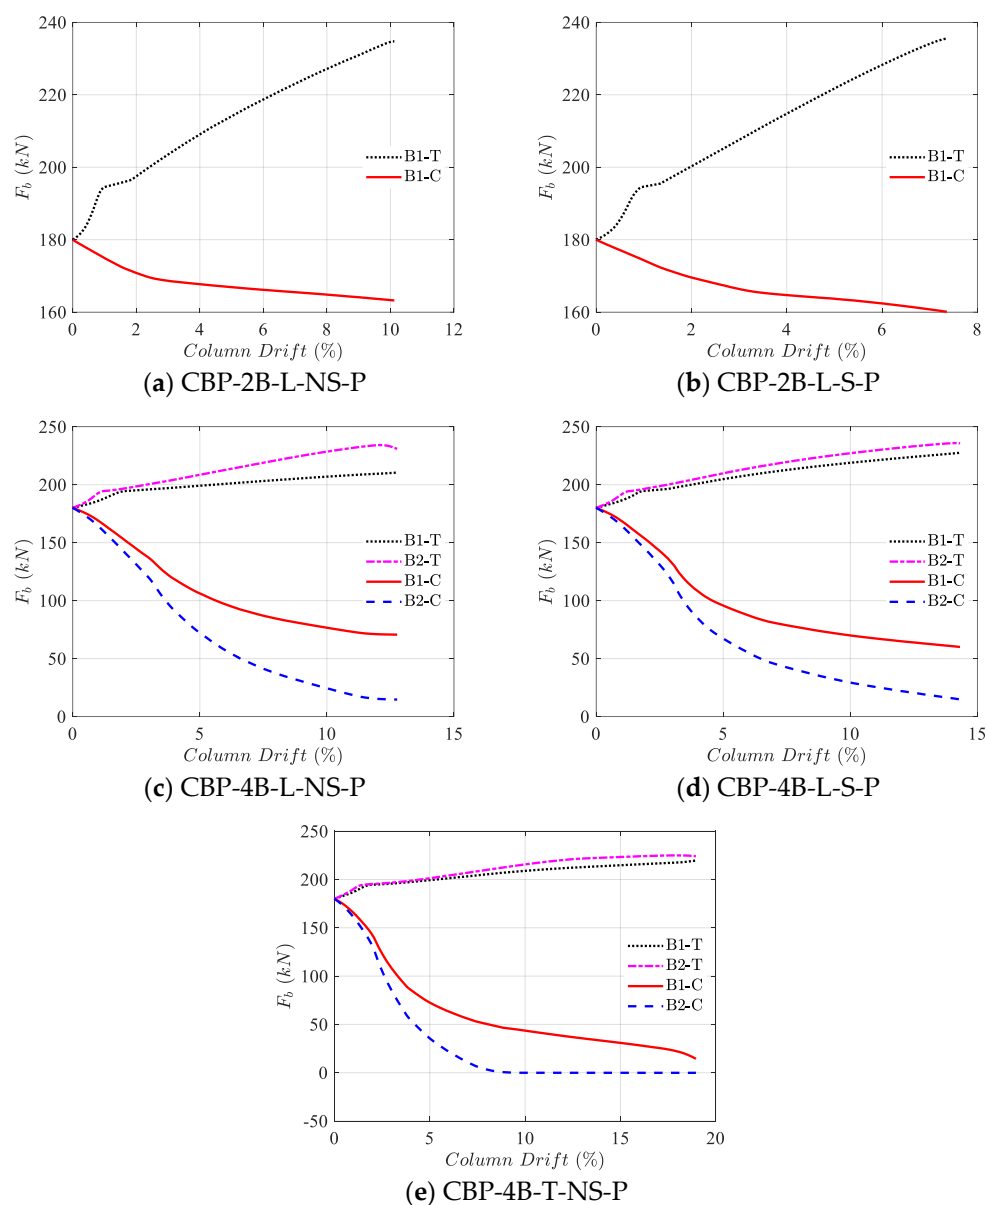 240
220
200
180
160
F_b (kN)
B1-T
B1-C
0 2 4 6 8 10 12
Column Drift (%)
(a) CBP-2B-L-NS-P
240
220
200
180
160
F_b (kN)
B1-T
B1-C
0 2 4 6 8
Column Drift (%)
(b) CBP-2B-L-S-P
250
200
150
100
50
0
F_b (kN)
B1-T
B2-T
B1-C
B2-C
0 5 10 15
Column Drift (%)
(c) CBP-4B-L-NS-P
250
200
150
100
50
0
F_b (kN)
B1-T
B2-T
B1-C
B2-C
0 5 10 15
Column Drift (%)
(d) CBP-4B-L-S-P
250
200
150
100
50
0
-50
F_b (kN)
B1-T
B2-T
B1-C
B2-C
0 5 10 15 20
Column Drift (%)
(e) CBP-4B-T-NS-P